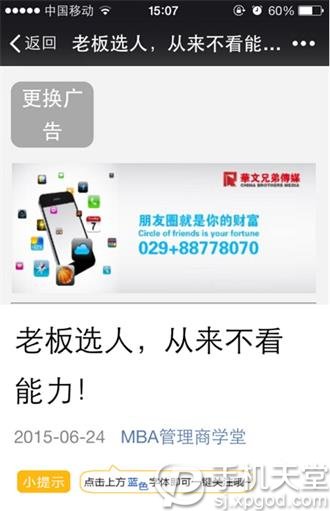 中国移动 15:07 60%
返回 老板选人，从来不看能…
更换广
告
華文兄弟傳媒
CHINA BROTHERS MEDIA
朋友圈就是你的财富
Circle of friends is your fortune
029+88778070
老板选人，从来不看
能力!
2015-06-24 MBA管理商学堂
小提示 点击上方蓝色字体即可一键关注我们
手机天堂
sj.xpgod.com